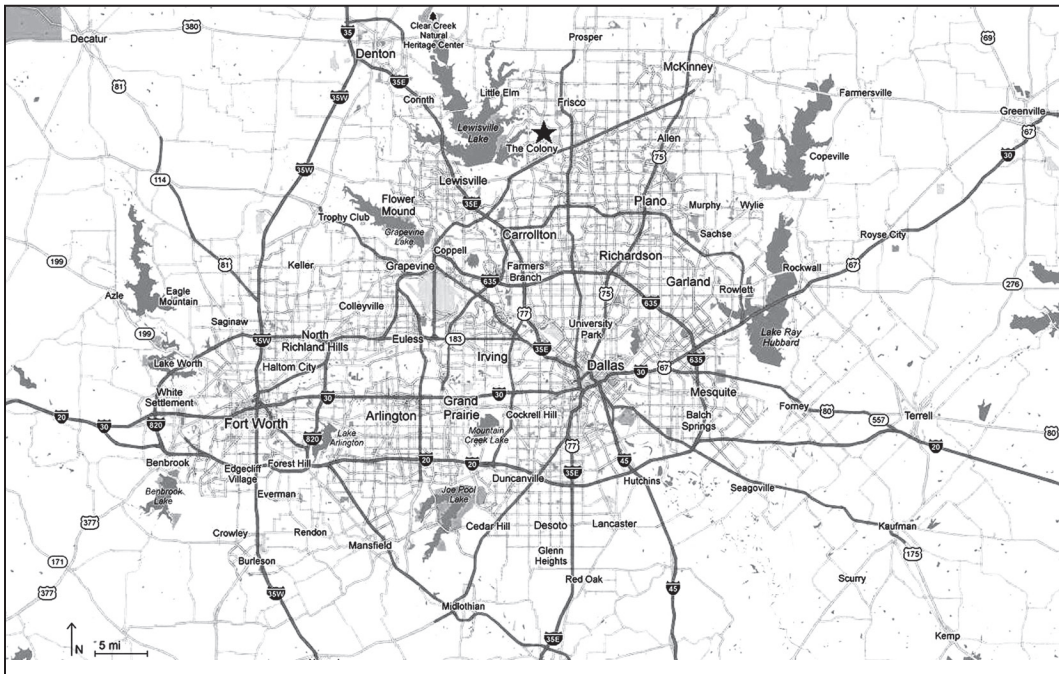 Clear Creek
Natural
Heritage Center
380
35
Decatur
Denton
Prosper
69
McKinney
81
35W
35E
Corinth
Little Elm
Frisco
Farmersville
Greenville
Lewisville
Lake
The Colony
Allen
67
30
75
Copeville
35W
114
Lewisville
35E
Flower
Mound
Trophy Club
Grapevine
Lake
Plano
Murphy
Wylie
Carrollton
Sachse
Royse City
67
199
81
Keller
Coppell
Grapevine
635
Farmers
Branch
Richardson
75
Garland
635
Rowlett
Rockwall
276
Azle
Eagle
Mountain
Colleyville
199
Saginaw
North
Richland Hills
35W
Euless
183
77
35E
University
Park
Lake Ray
Hubbard
Lake Worth
Haltom City
Irving
Dallas
30
67
635
White
Settlement
30
Arlington
Grand
Prairie
30
Cockrell Hill
Mesquite
Balch
Springs
Forney
80
557
Terrell
20
30
820
Fort Worth
820
Lake
Arlington
Mountain
Creek Lake
77
20
80
Benbrook
Edgecliff
Village
Forest Hill
20
20
Duncanville
35E
45
Hutchins
Seagoville
Benbrook
Lake
Everman
Joe Pool
Lake
377
Crowley
Rendon
Mansfield
Cedar Hill
Desoto
Lancaster
Kaufman
175
171
Burleson
Glenn
Heights
377
35W
Red Oak
45
Scurry
Midlothian
35E
Kemp
N
5 mi